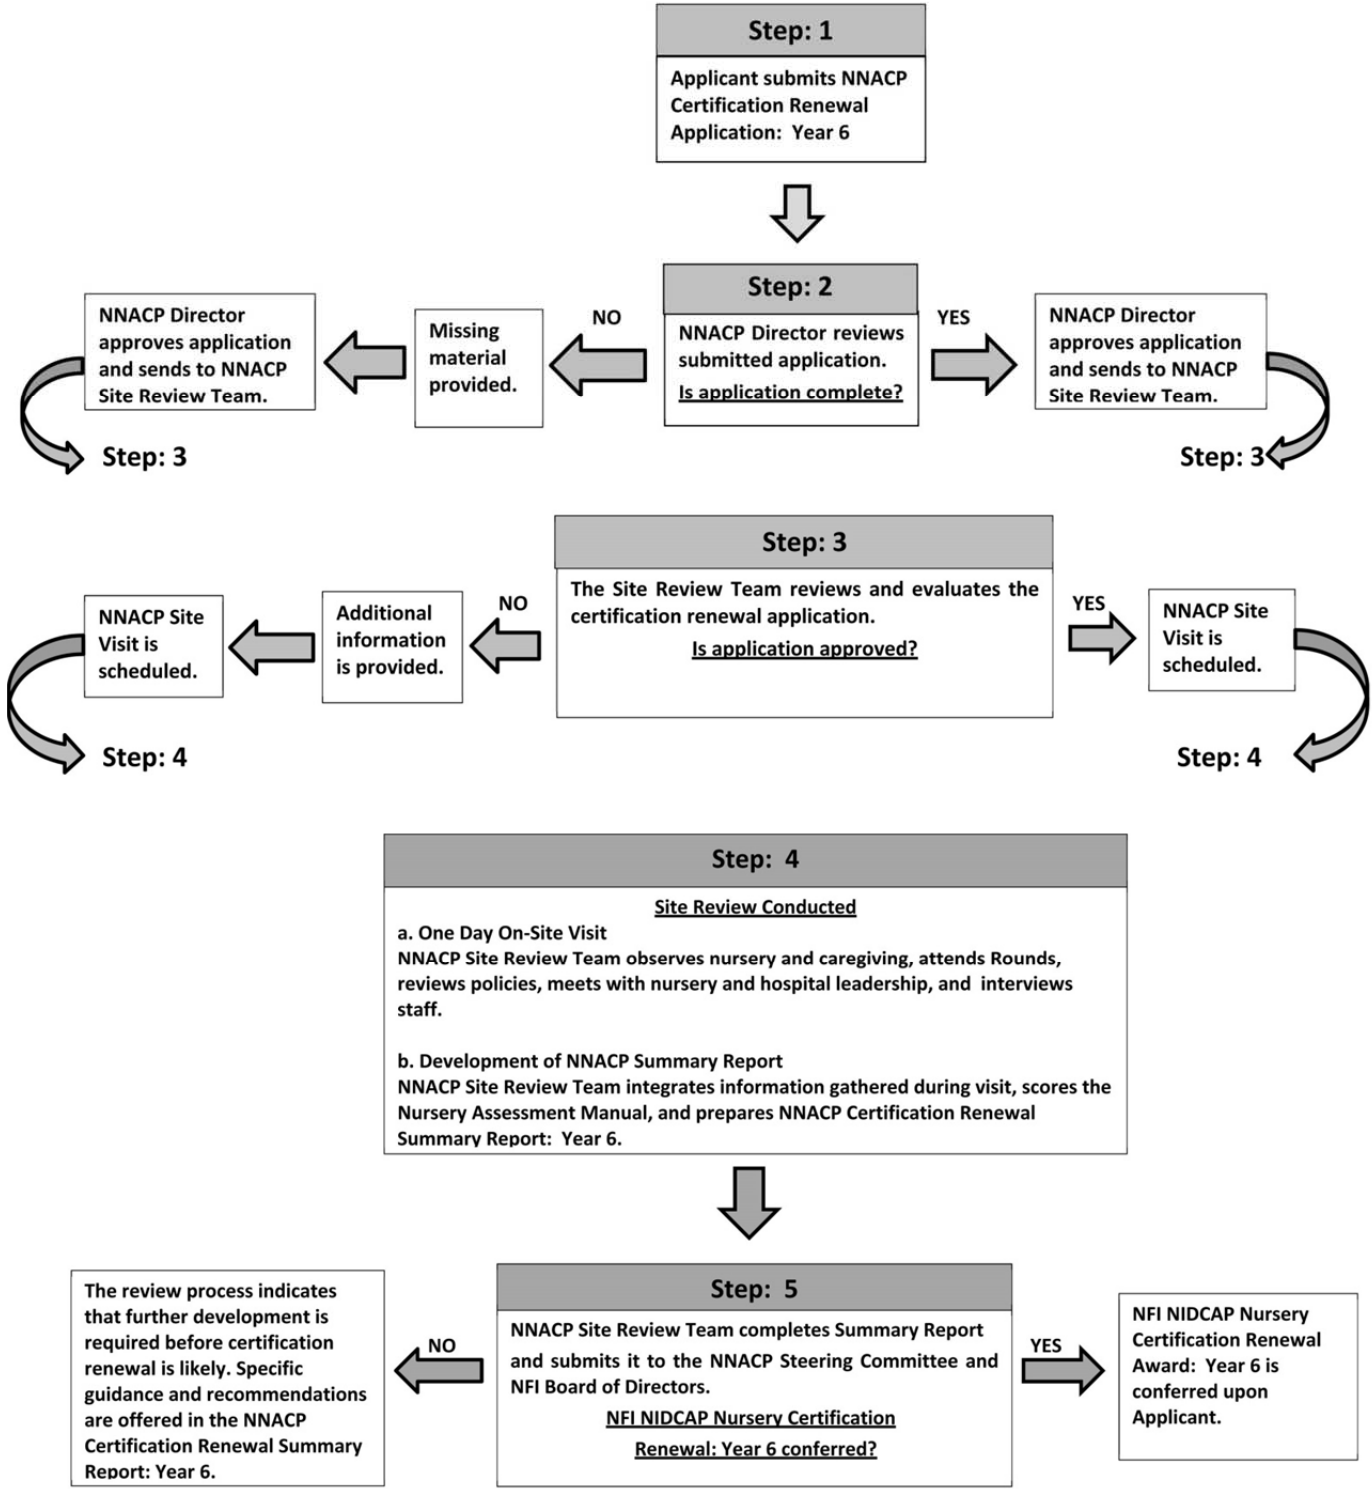 Step: 1
Applicant submits NNACP
Certification Renewal
Application: Year 6
Step: 2
NNACP Director reviews
submitted application.
Is application complete?
NO
Missing
material
provided.
NNACP Director
approves application
and sends to NNACP
Site Review Team.
Step: 3
YES
NNACP Director
approves application
and sends to NNACP
Site Review Team.
Step: 3
Step: 3
The Site Review Team reviews and evaluates the
certification renewal application.
Is application approved?
NO
Additional
information
is provided.
NNACP Site
Visit is
scheduled.
Step: 4
YES
NNACP Site
Visit is
scheduled.
Step: 4
Step: 4
Site Review Conducted
a. One Day On-Site Visit
NNACP Site Review Team observes nursery and caregiving, attends Rounds,
reviews policies, meets with nursery and hospital leadership, and interviews
staff.
b. Development of NNACP Summary Report
NNACP Site Review Team integrates information gathered during visit, scores the
Nursery Assessment Manual, and prepares NNACP Certification Renewal
Summary Report: Year 6.
Step: 5
NNACP Site Review Team completes Summary Report
and submits it to the NNACP Steering Committee and
NFI Board of Directors.
NFI NIDCAP Nursery Certification
Renewal: Year 6 conferred?
NO
The review process indicates
that further development is
required before certification
renewal is likely. Specific
guidance and recommendations
are offered in the NNACP
Certification Renewal Summary
Report: Year 6.
YES
NFI NIDCAP Nursery
Certification Renewal
Award: Year 6 is
conferred upon
Applicant.